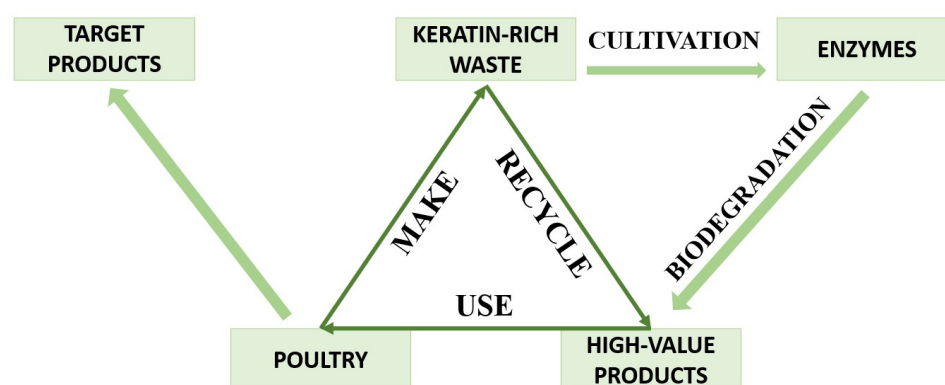 TARGET
PRODUCTS
KERATIN-RICH
WASTE
CULTIVATION
ENZYMES
MAKE
RECYCLE
BIODEGRADATION
USE
POULTRY
HIGH-VALUE
PRODUCTS